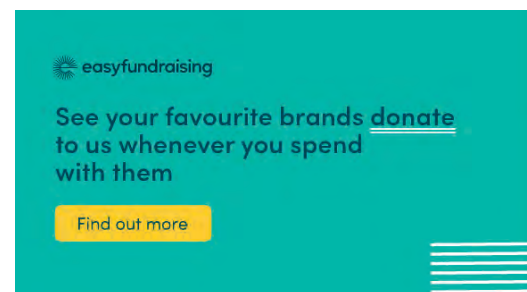 easyfundraising
See your favourite brands donate
to us whenever you spend
with them
Find out more